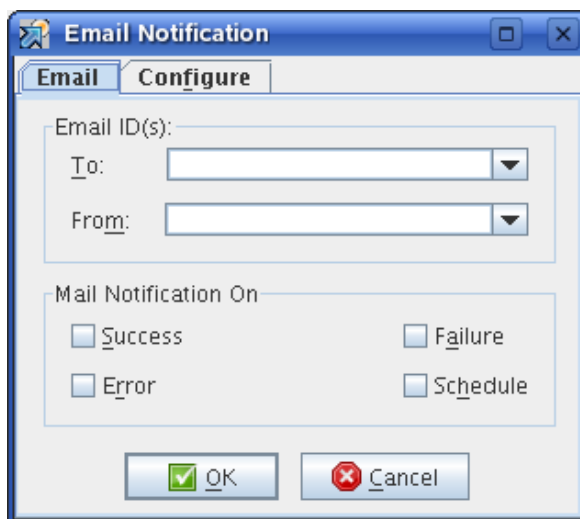 Email Notification
Email Configure
Email ID(s):
To:
From:
Mail Notification On
Success Failure
Error Schedule
OK Cancel